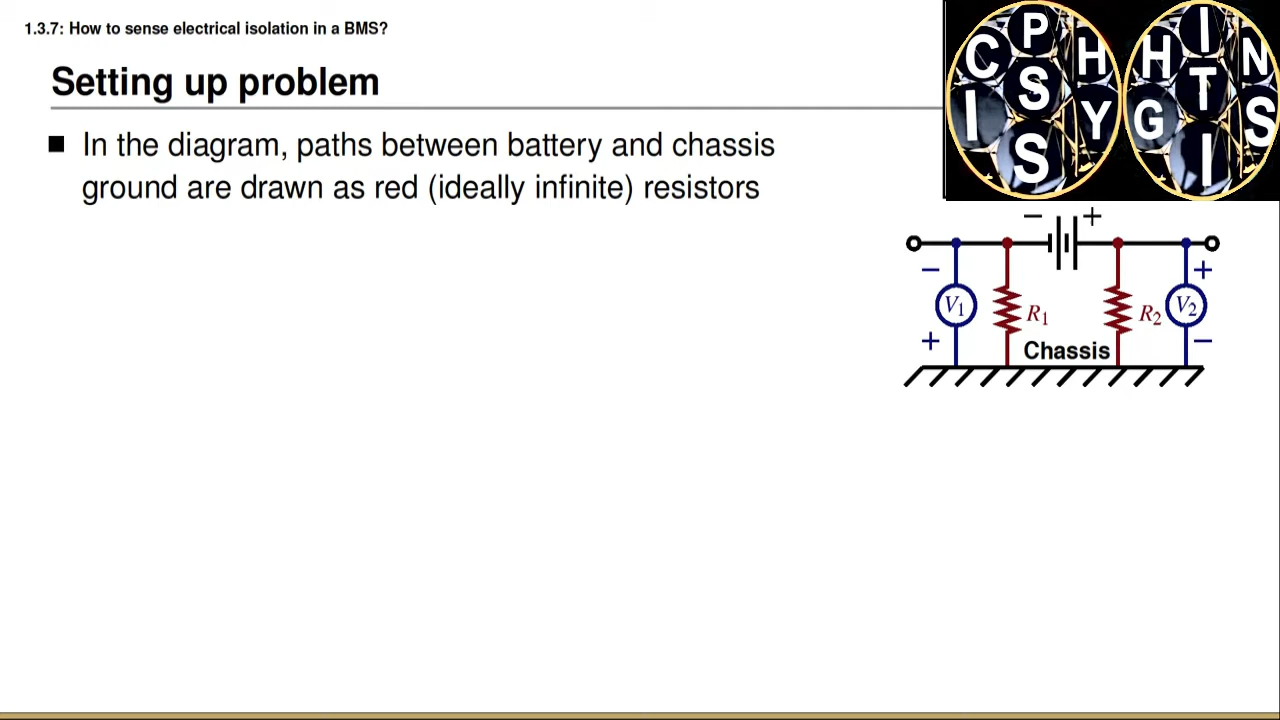 1.3.7: How to sense electrical isolation in a BMS?
Setting up problem
In the diagram, paths between battery and chassis
ground are drawn as red (ideally infinite) resistors
C P H
S
I S Y
H I N
T
G I S
− +
− +
V1 R1 R2 V2
+ −
Chassis